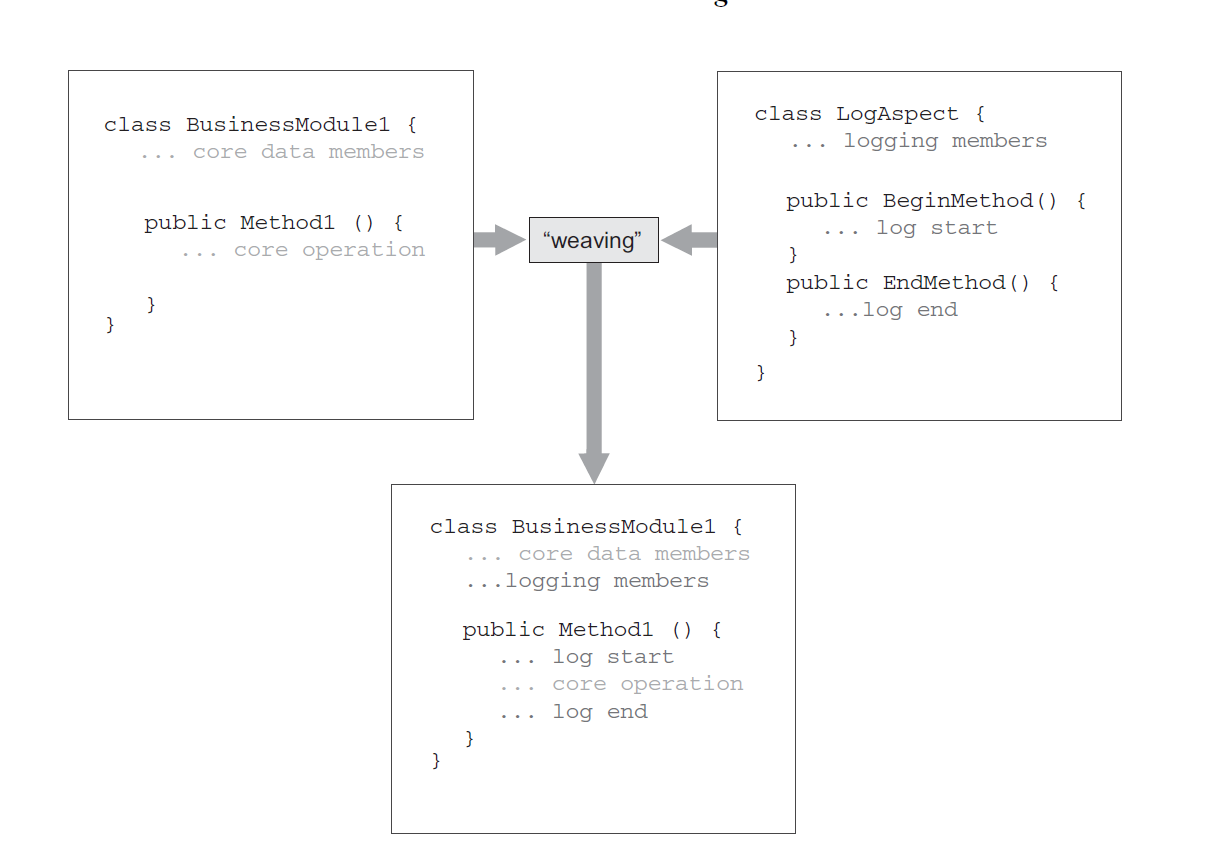 class BusinessModule1 {
... core data members
public Method1 () {
... core operation
}
}
class LogAspect {
... logging members
public BeginMethod() {
... log start
}
public EndMethod() {
...log end
}
}
“weaving”
class BusinessModule1 {
... core data members
...logging members
public Method1 () {
... log start
... core operation
... log end
}
}